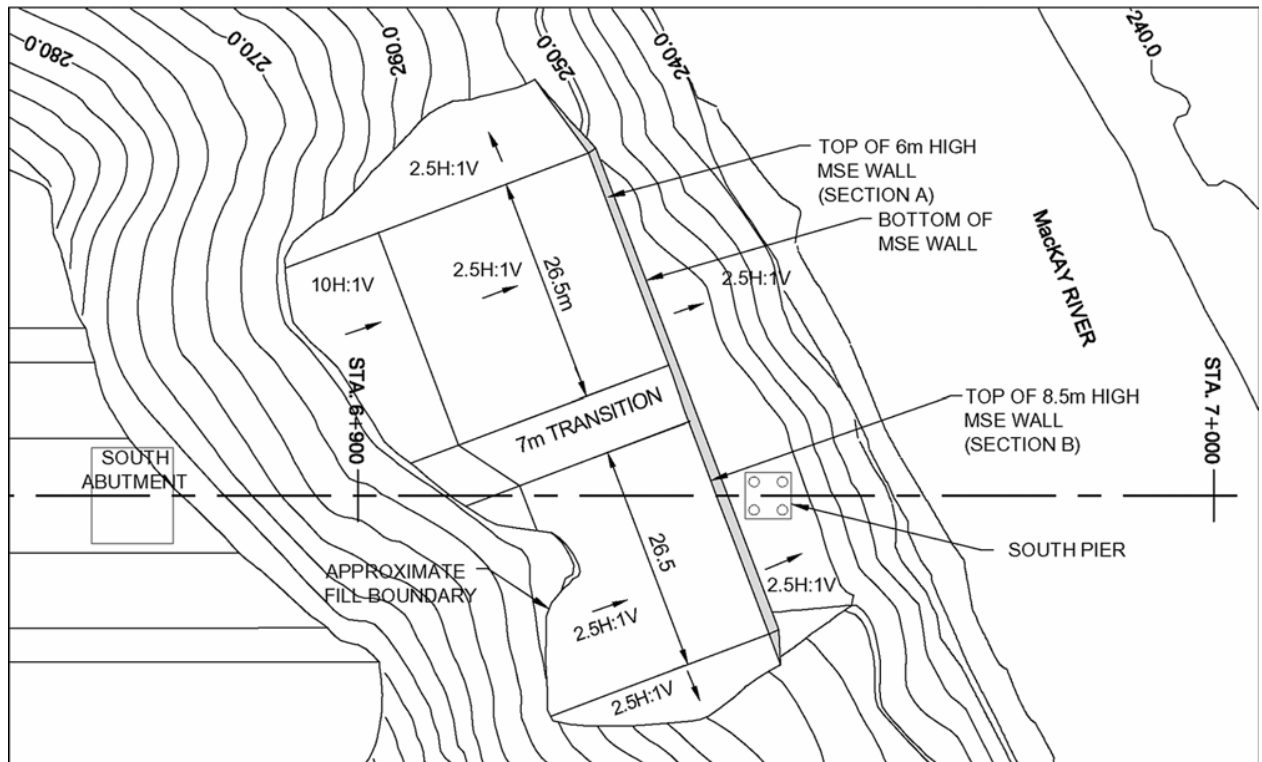 280.0
270.0
260.0
250.0
240.0
-240.0
TOP OF 6m HIGH
MSE WALL
(SECTION A)
BOTTOM OF
MSE WALL
2.5H:1V
2.5H:1V
10H:1V
26.5m
2.5H:1V
MacKAY RIVER
STA. 6+900
STA. 7+000
7m TRANSITION
TOP OF 8.5m HIGH
MSE WALL
(SECTION B)
SOUTH
ABUTMENT
26.5
SOUTH PIER
APPROXIMATE
FILL BOUNDARY
2.5H:1V
2.5H:1V
2.5H:1V